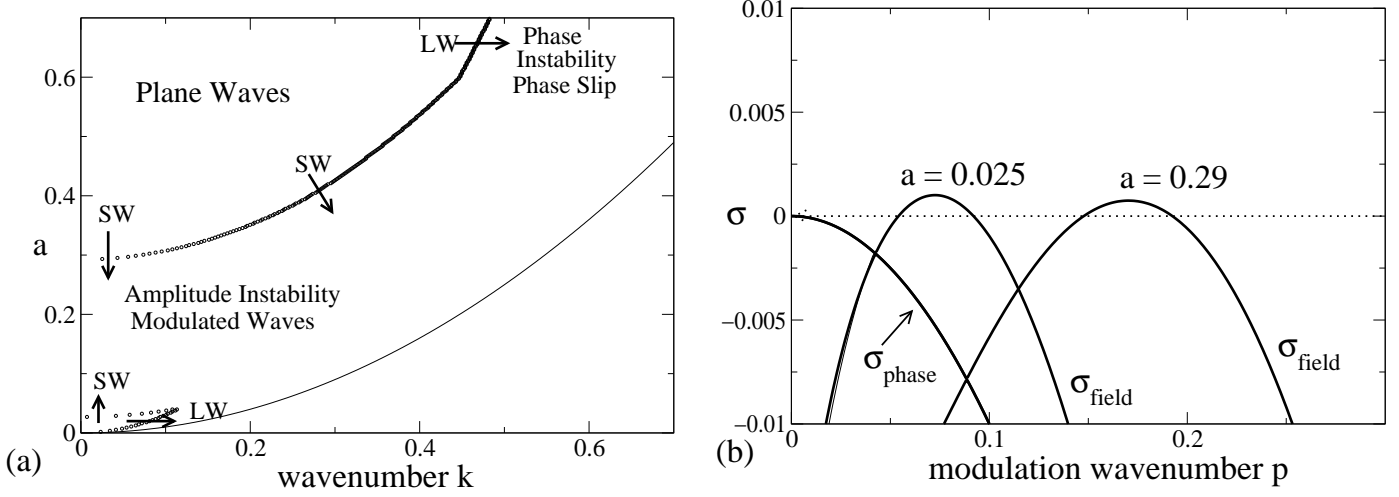 0.6
0.4
0.2
0
a
Plane Waves
LW
Phase
Instability
Phase Slip
SW
SW
Amplitude Instability
Modulated Waves
SW
LW
0
0.2
0.4
0.6
wavenumber k
(a)
0.01
0.005
0
−0.005
−0.01
σ
a = 0.025
a = 0.29
σphase
σfield
σfield
0
0.1
0.2
modulation wavenumber p
(b)